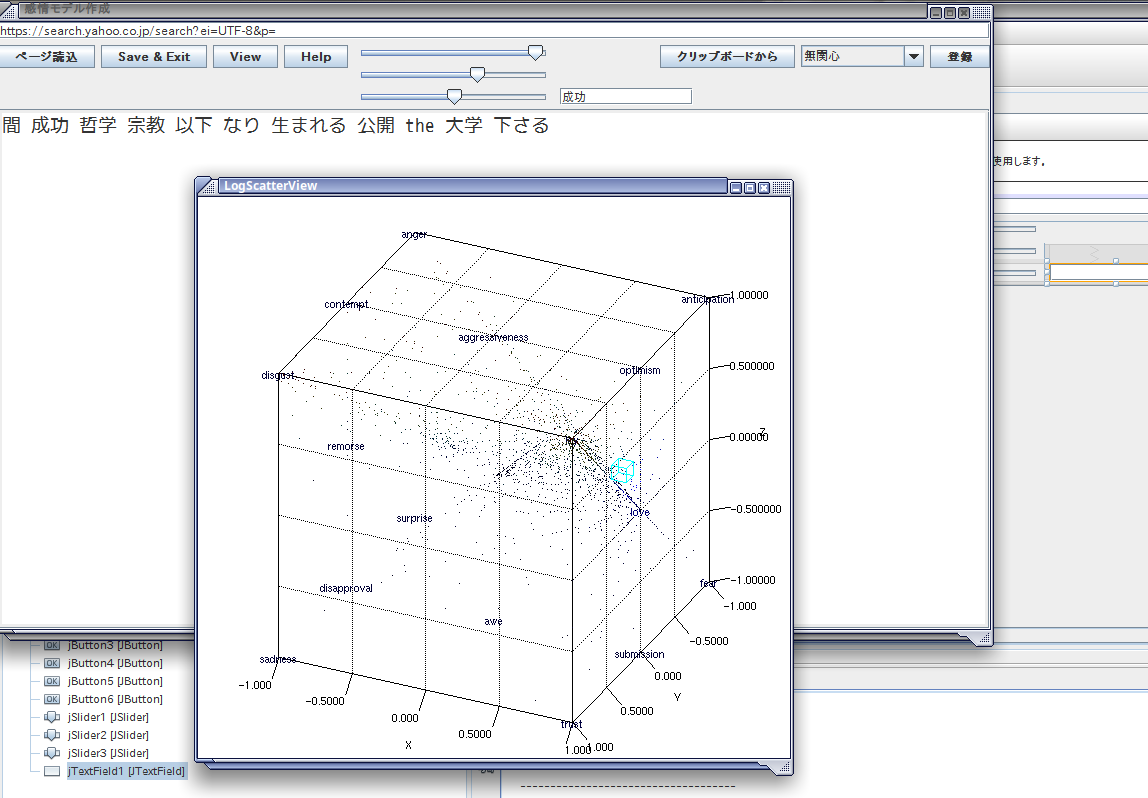 感情モデル作成
https://search.yahoo.co.jp/search?ei=UTF-8&p=
ページ読込 Save & Exit View Help クリップボードから 無関心 登録
成功
間 成功 哲学 宗教 以下 なり 生まれる 公開 the 大学 下さる
使用します。
LogScatterView
anger
anticipation
1.00000
contempt
aggressiveness
0.500000
optimism
disgust
0.00000
Z
joy
remorse
-0.500000
love
surprise
-1.00000
fear
disapproval
-1.000
awe
-0.5000
submission
sadness
0.000
-1.000
Y
-0.5000
0.5000
0.000
trust
0.5000
X
1.000
1.000
jButton3 [JButton]
jButton4 [JButton]
jButton5 [JButton]
jButton6 [JButton]
jSlider1 [JSlider]
jSlider2 [JSlider]
jSlider3 [JSlider]
jTextField1 [JTextField]